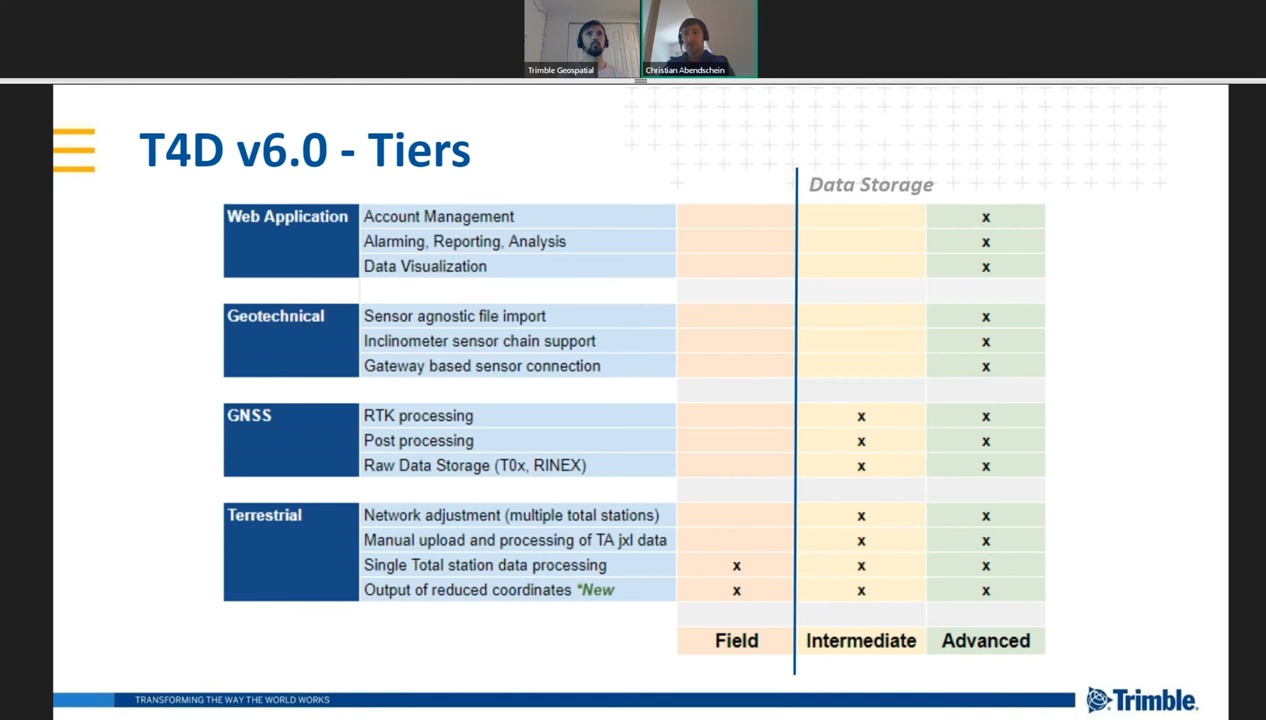 Trimble Geospatial
Christian Abendschein
T4D v6.0 - Tiers
Data Storage
Web Application Account Management x
Alarming, Reporting, Analysis x
Data Visualization x
Geotechnical Sensor agnostic file import x
Inclinometer sensor chain support x
Gateway based sensor connection x
GNSS RTK processing x x
Post processing x x
Raw Data Storage (T0x, RINEX) x x
Terrestrial Network adjustment (multiple total stations) x x
Manual upload and processing of TA jxl data x x
Single Total station data processing x x x
Output of reduced coordinates *New x x x
Field Intermediate Advanced
TRANSFORMING THE WAY THE WORLD WORKS
Trimble.